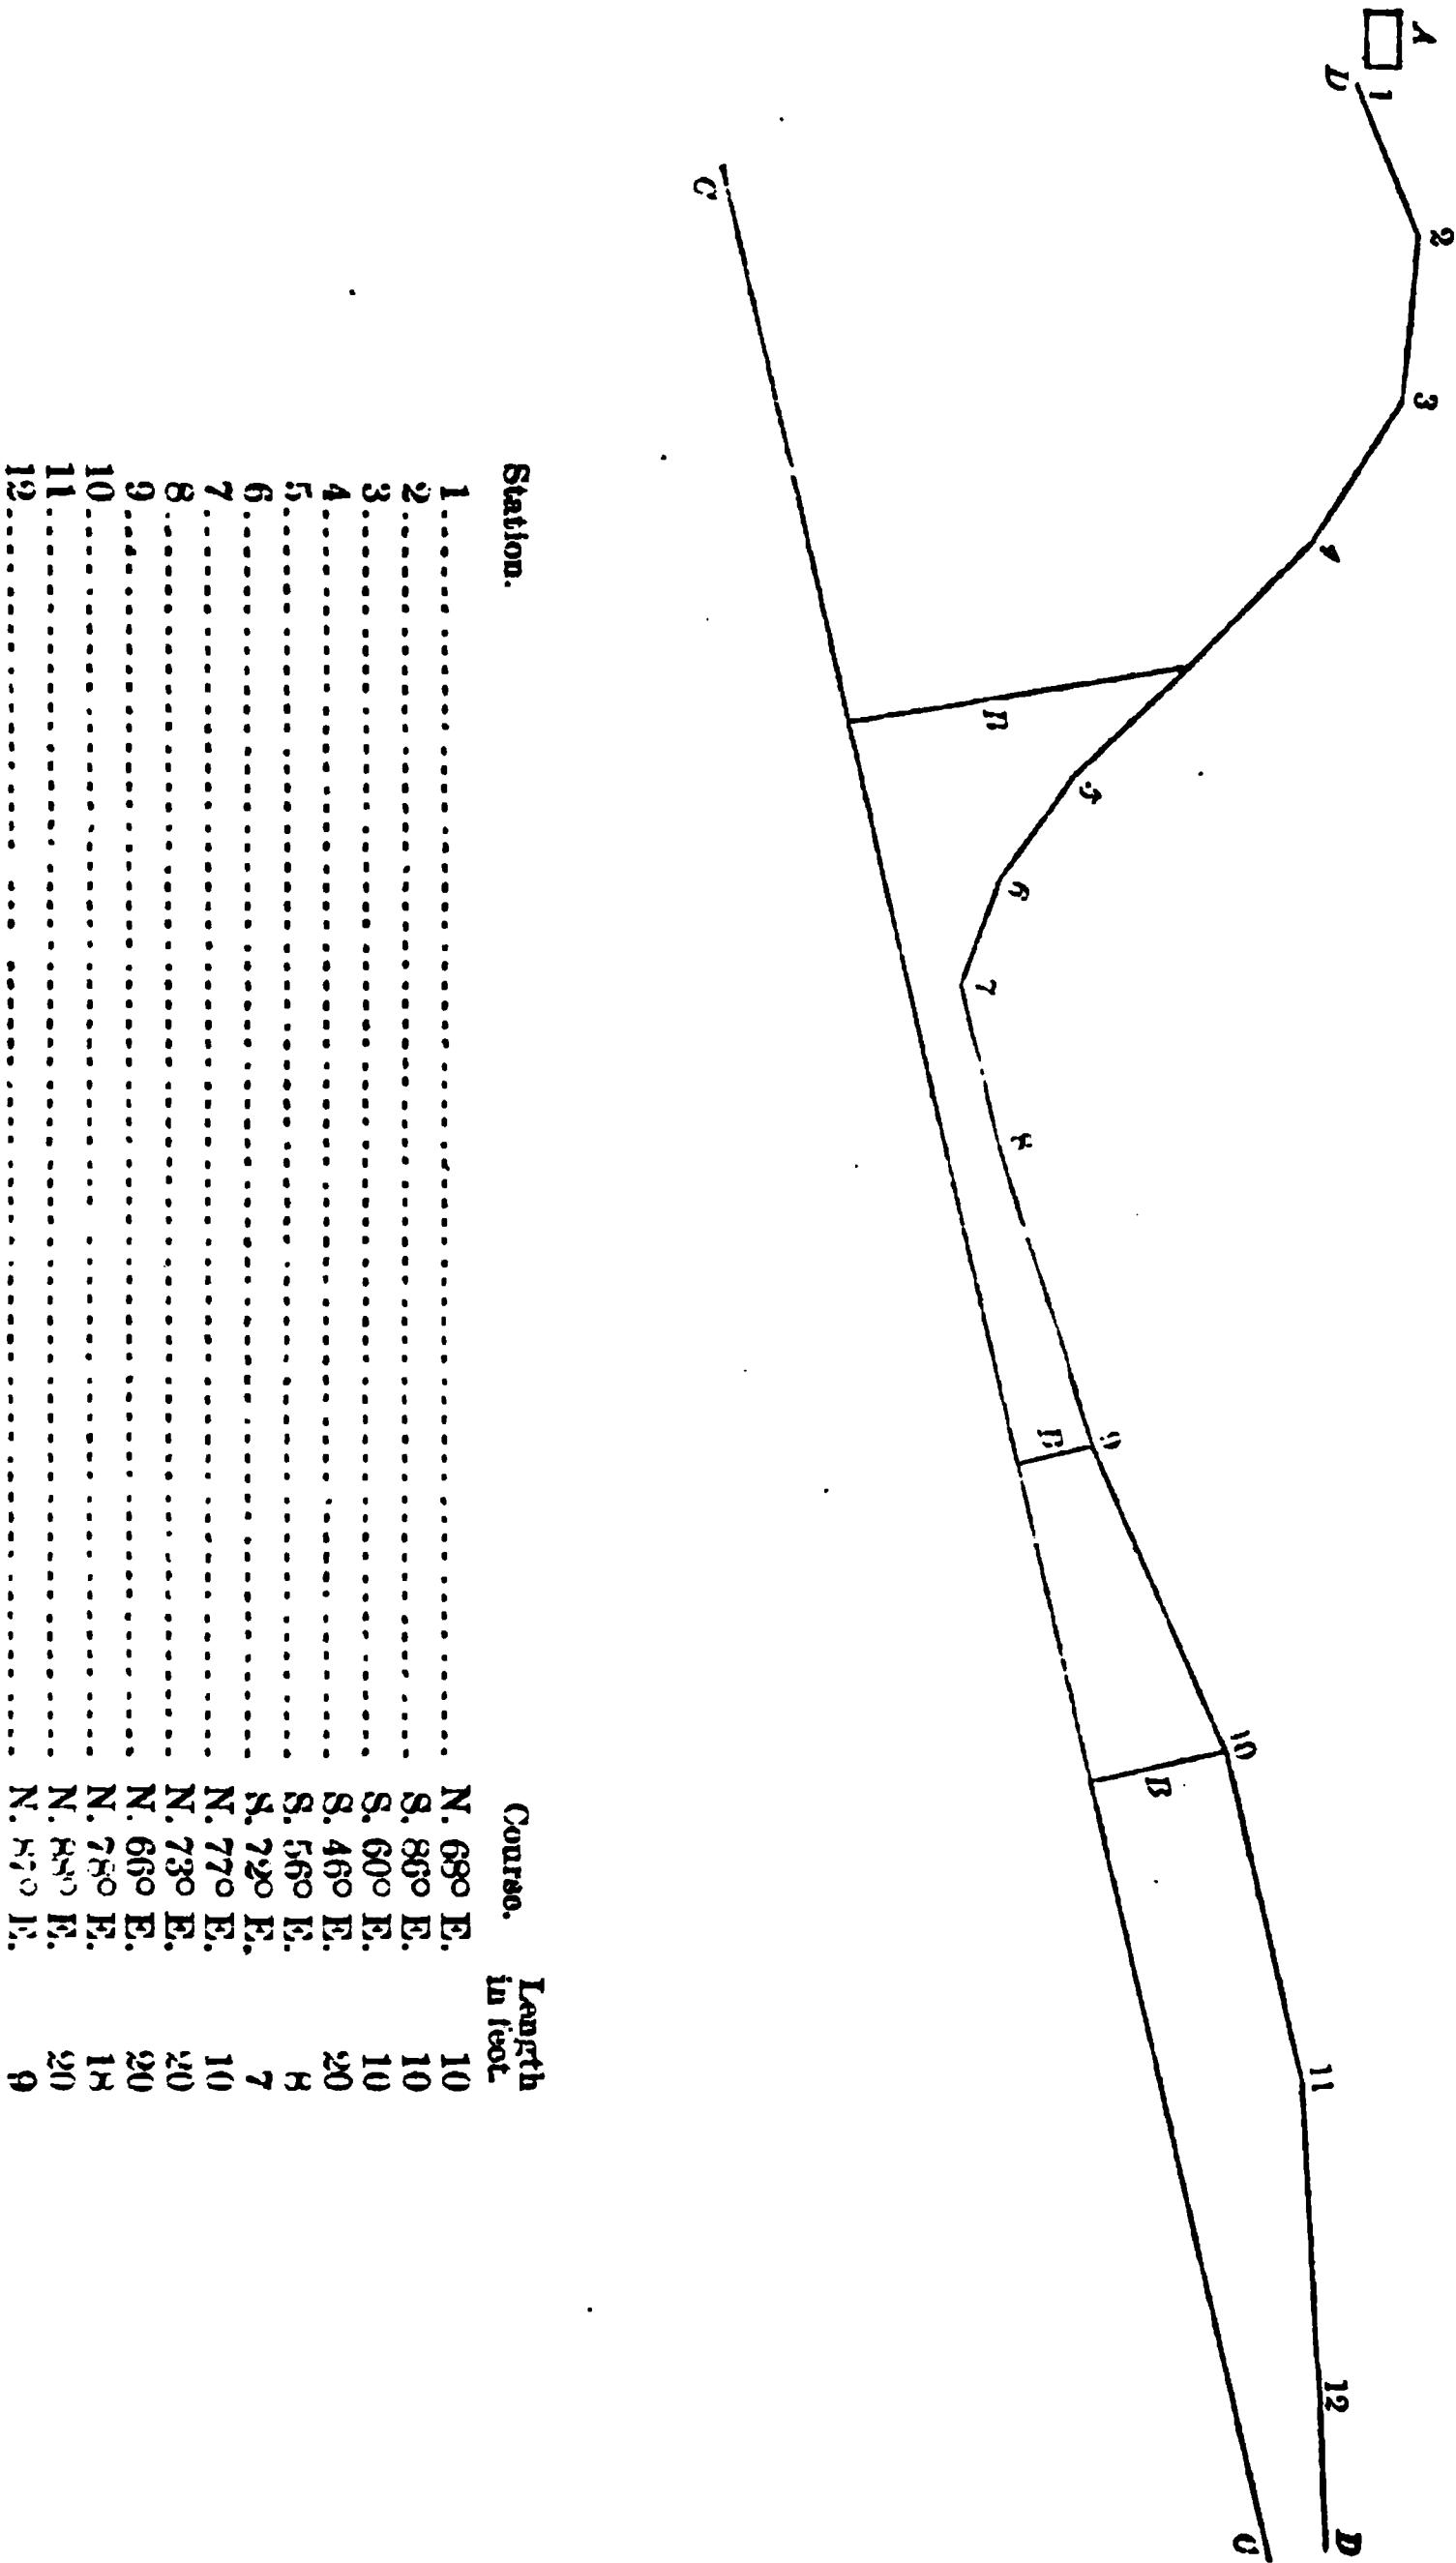 A
D
1
2
3
4
5
6
7
9
10
11
12
B
B
C
C
D
Station. Course. Length in feet
1 N. 68° E. 10
2 S. 86° E. 10
3 S. 60° E. 10
4 S. 46° E. 20
5 S. 56° E. 8
6 S. 72° E. 7
7 N. 77° E. 10
8 N. 73° E. 20
9 N. 66° E. 20
10 N. 78° E. 18
11 N. E. 20
12 N. 87° E. 9